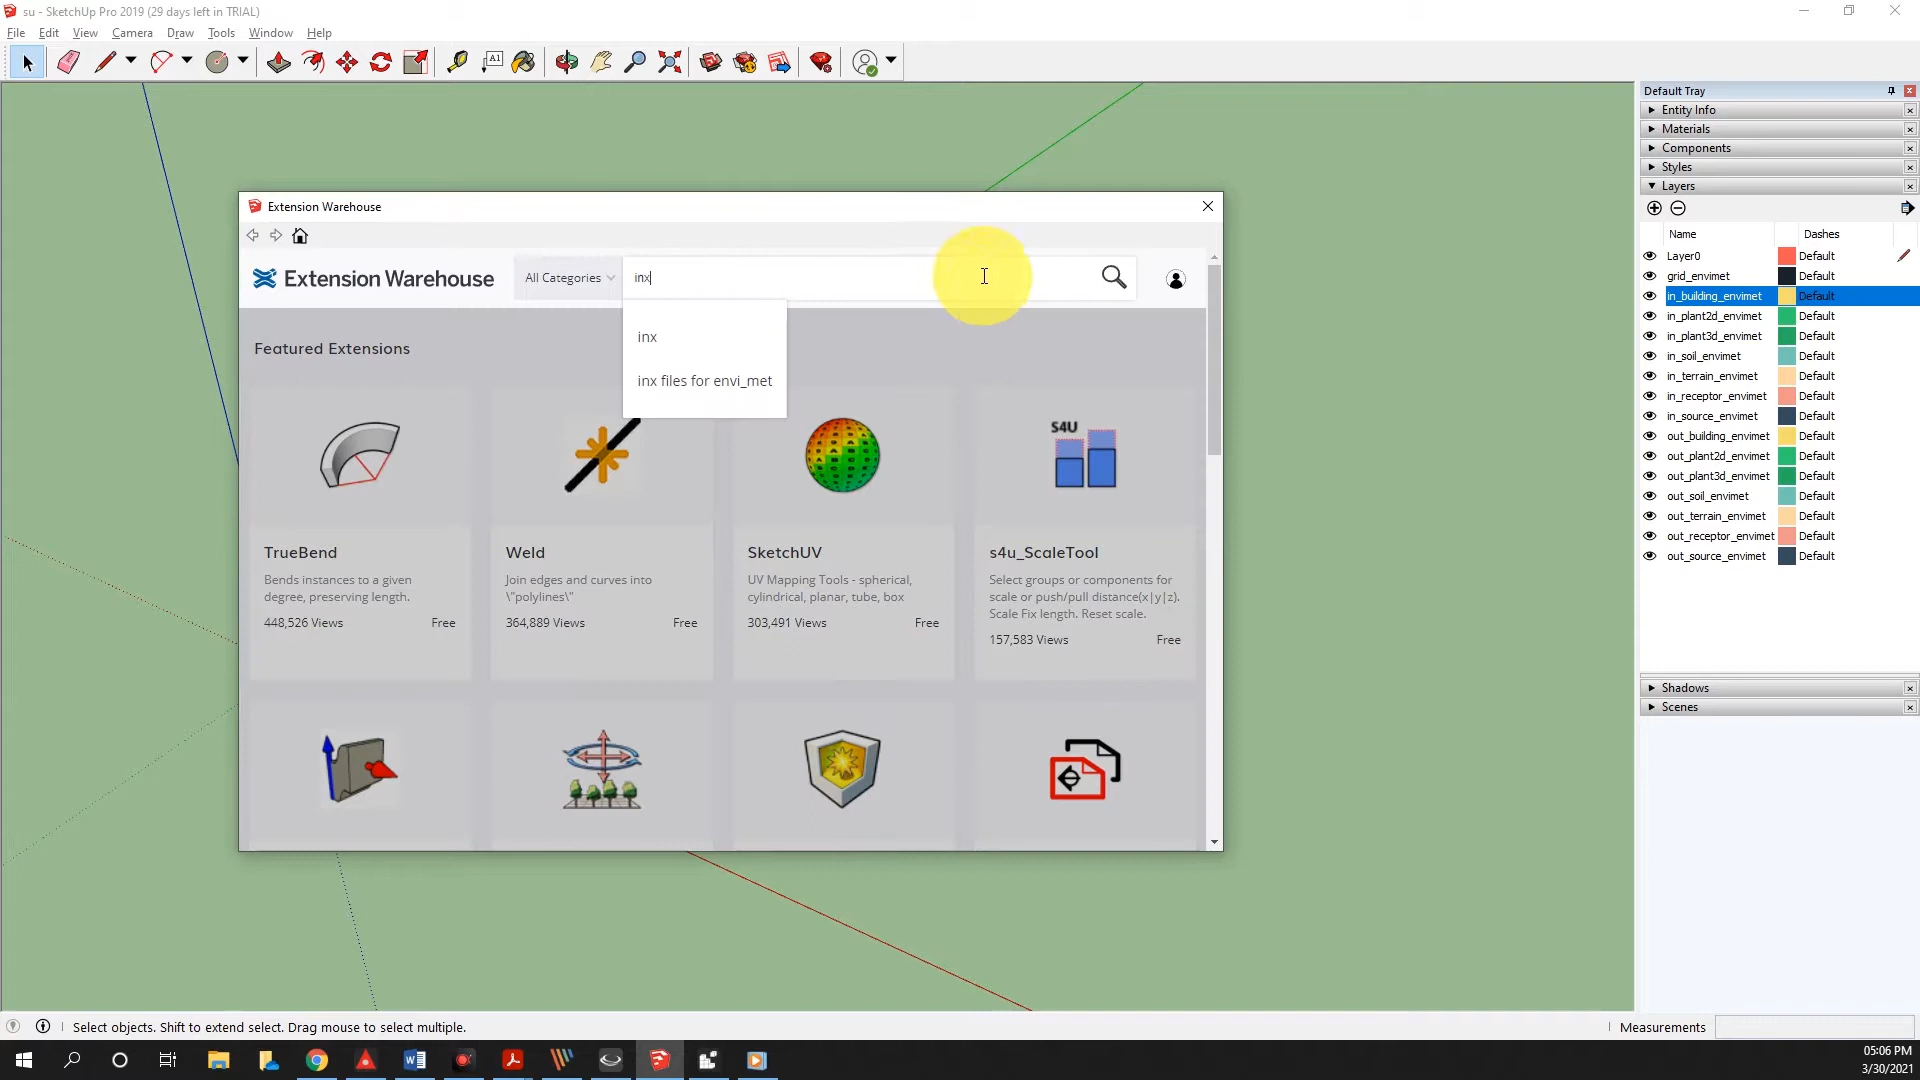 su - SketchUp Pro 2019 (29 days left in TRIAL)
File Edit View Camera Draw Tools Window Help
A1
Default Tray
Entity Info
Materials
Components
Styles
Layers
Name Dashes
Layer0 Default
grid_envimet Default
in_building_envimet Default
in_plant2d_envimet Default
in_plant3d_envimet Default
in_soil_envimet Default
in_terrain_envimet Default
in_receptor_envimet Default
in_source_envimet Default
out_building_envimet Default
out_plant2d_envimet Default
out_plant3d_envimet Default
out_soil_envimet Default
out_terrain_envimet Default
out_receptor_envimet Default
out_source_envimet Default
Shadows
Scenes
Extension Warehouse
Extension Warehouse All Categories inx
inx
inx files for envi_met
Featured Extensions
S4U
TrueBend
Bends instances to a given
degree, preserving length.
448,526 Views Free
Weld
Join edges and curves into
\"polylines\"
364,889 Views Free
SketchUV
UV Mapping Tools - spherical,
cylindrical, planar, tube, box
303,491 Views Free
s4u_ScaleTool
Select groups or components for
scale or push/pull distance(x|y|z).
Scale Fix length. Reset scale.
157,583 Views Free
Select objects. Shift to extend select. Drag mouse to select multiple.
Measurements
05:06 PM
3/30/2021